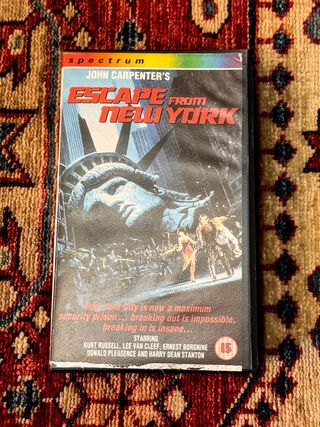 spectrum
JOHN CARPENTER'S
ESCAPE FROM
NEW YORK
New York City is now a maximum
security prison... breaking out is impossible,
breaking in is insane...
STARRING
KURT RUSSELL, LEE VAN CLEEF, ERNEST BORGNINE
DONALD PLEASENCE AND HARRY DEAN STANTON
15